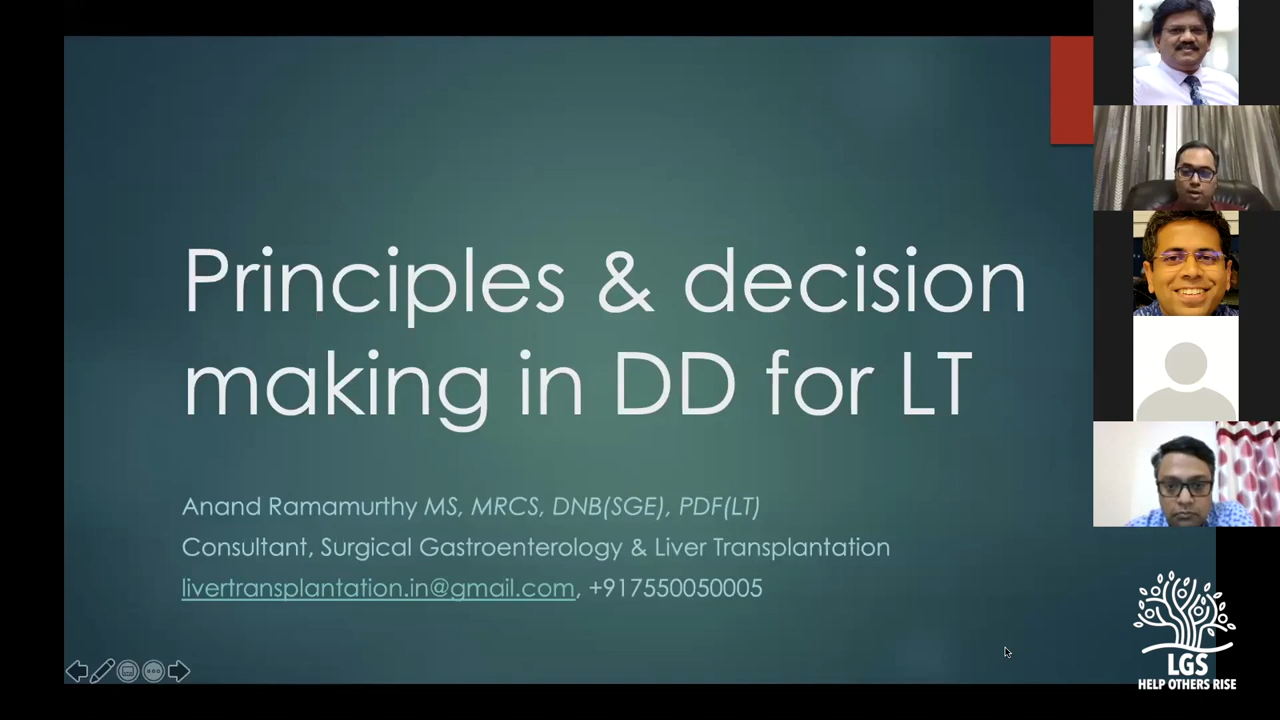 Principles & decision
making in DD for LT
Anand Ramamurthy MS, MRCS, DNB(SGE), PDF(LT)
Consultant, Surgical Gastroenterology & Liver Transplantation
livertransplantation.in@gmail.com, +917550050005
LGS
HELP OTHERS RISE